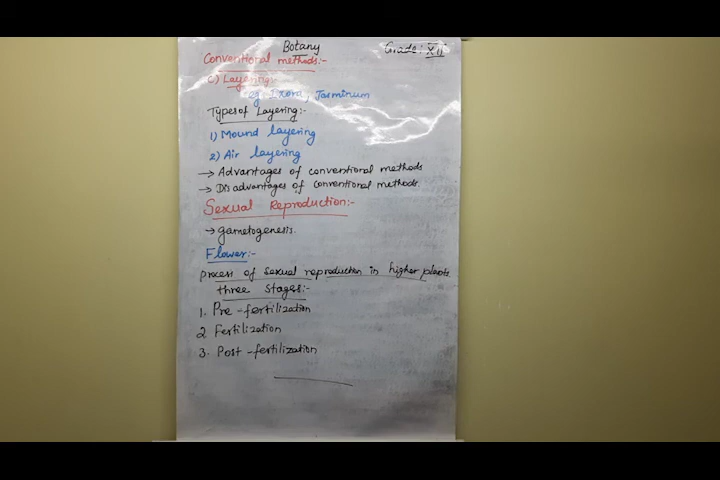 Botany Grade: XII
Conventional methods:-
c) Layering:-
eg. Ixora, Jasminum
Types of Layering:-
1) Mound layering
2) Air layering
→ Advantages of conventional methods
→ Disadvantages of conventional methods.
Sexual Reproduction:-
→ gametogenesis.
Flower:-
process of sexual reproduction in higher plants
three stages:-
1. Pre-fertilization
2. Fertilization
3. Post-fertilization